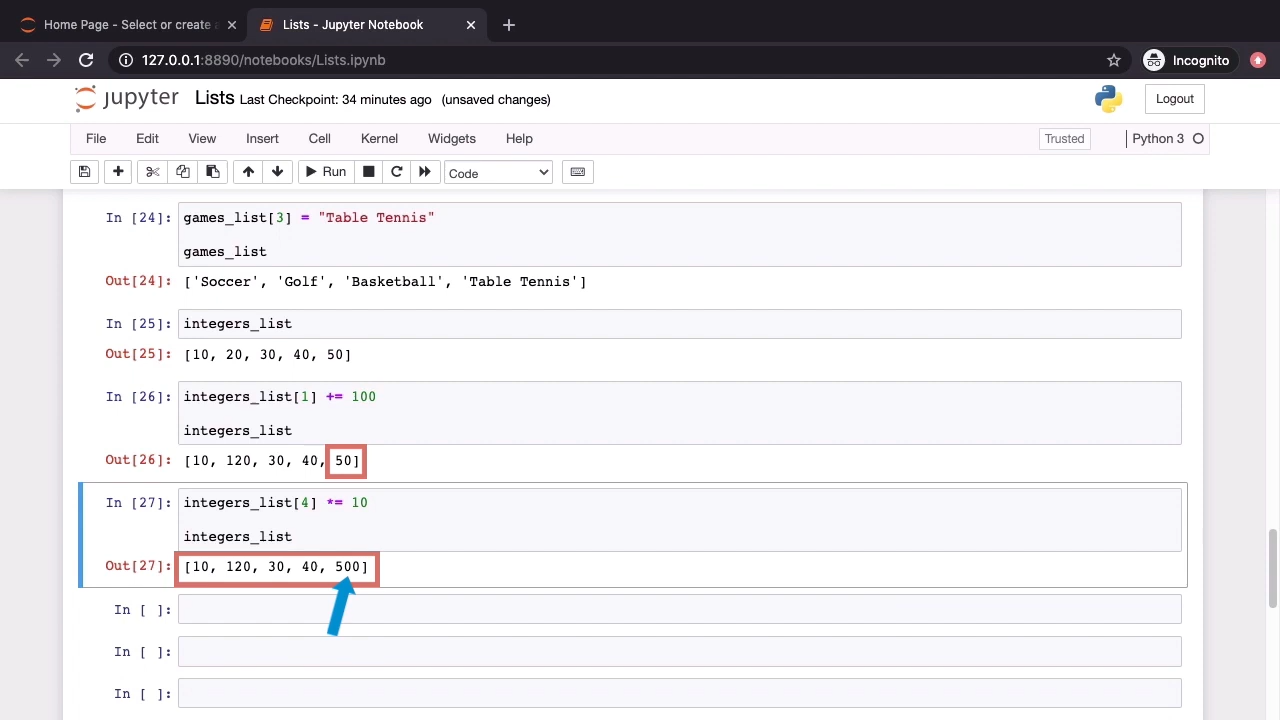 Home Page - Select or create a
Lists - Jupyter Notebook
127.0.0.1:8890/notebooks/Lists.ipynb
Incognito
jupyter Lists Last Checkpoint: 34 minutes ago (unsaved changes)
Logout
File Edit View Insert Cell Kernel Widgets Help
Trusted
Python 3
Run
Code
In [24]: games_list[3] = "Table Tennis"
games_list
Out[24]: ['Soccer', 'Golf', 'Basketball', 'Table Tennis']
In [25]: integers_list
Out[25]: [10, 20, 30, 40, 50]
In [26]: integers_list[1] += 100
integers_list
Out[26]: [10, 120, 30, 40, 50]
In [27]: integers_list[4] *= 10
integers_list
Out[27]: [10, 120, 30, 40, 500]
In [ ]:
In [ ]:
In [ ]: